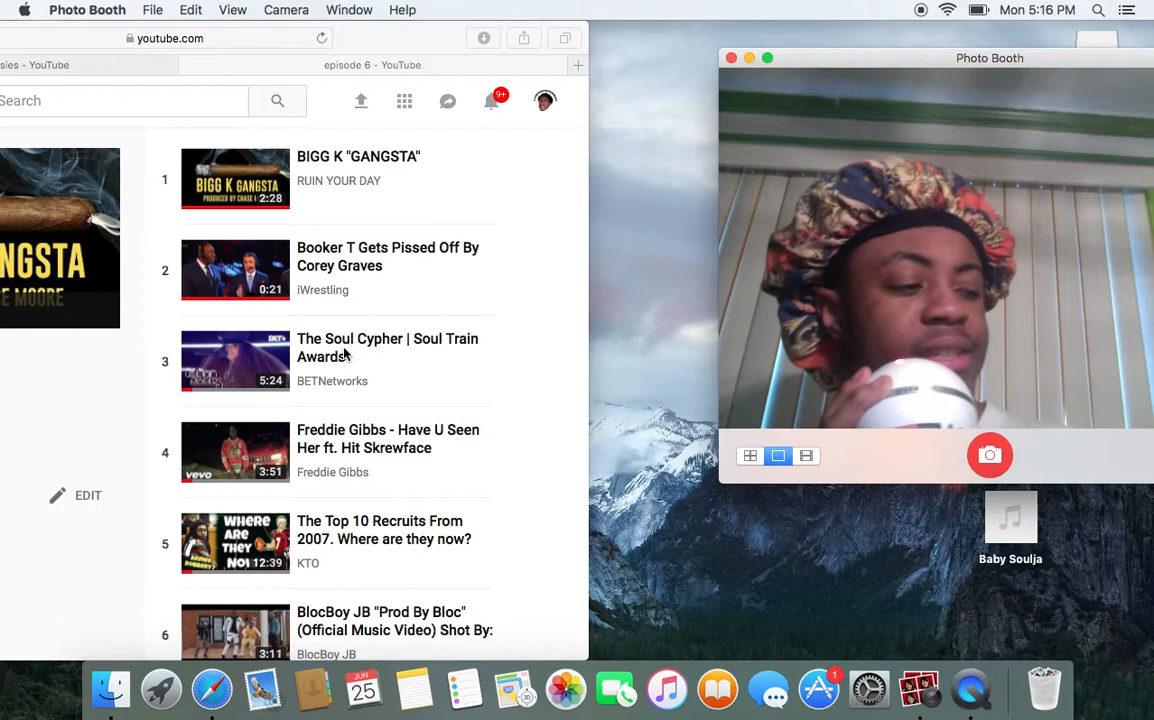 Photo Booth File Edit View Camera Window Help
Mon 5:16 PM
youtube.com
Photo Booth
sies - YouTube
episode 6 - YouTube
Search
9+
1
BIGG K "GANGSTA"
RUIN YOUR DAY
BIGG K GANGSTA
PRODUCED BY CHASE
2:28
NGSTA
E MOORE
2
Booker T Gets Pissed Off By
Corey Graves
iWrestling
0:21
3
The Soul Cypher | Soul Train
Awards
BETNetworks
BET
5:24
4
Freddie Gibbs - Have U Seen
Her ft. Hit Skrewface
Freddie Gibbs
vevo
3:51
EDIT
5
The Top 10 Recruits From
2007. Where are they now?
KTO
WHERE
ARE
THEY
NOW
12:39
6
BlocBoy JB "Prod By Bloc"
(Official Music Video) Shot By:
BlocBoy JB
3:11
Baby Soulja
JUN
25
1